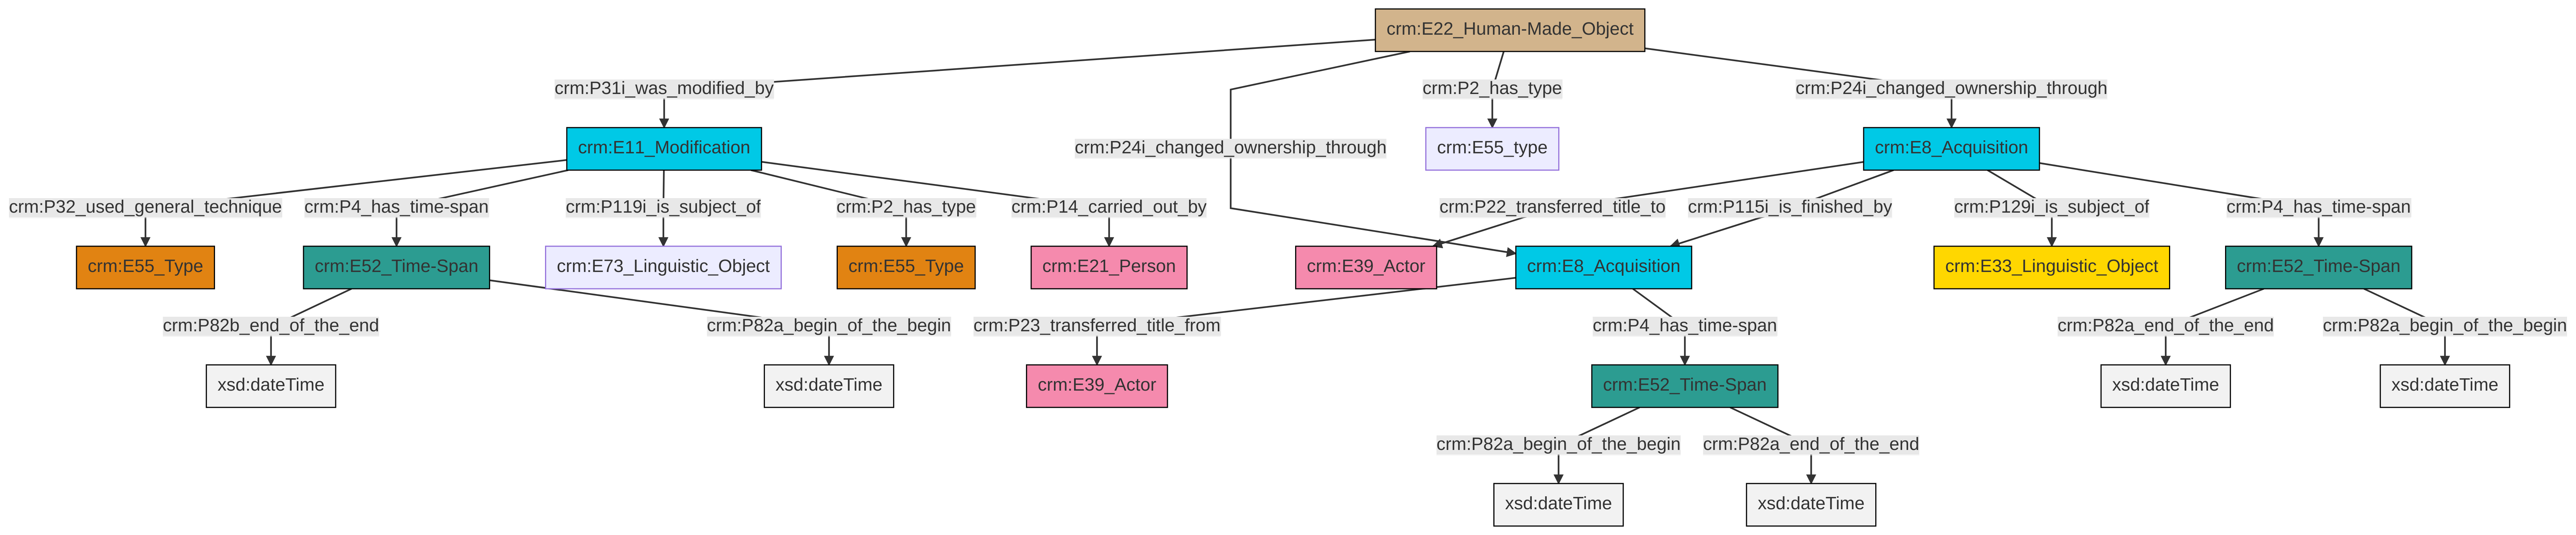 crm:E22_Human-Made_Object
crm:P31i_was_modified_by
crm:P2_has_type
crm:P24i_changed_ownership_through
crm:P24i_changed_ownership_through
crm:E11_Modification
crm:E55_type
crm:E8_Acquisition
crm:P32_used_general_technique
crm:P4_has_time-span
crm:P119i_is_subject_of
crm:P2_has_type
crm:P14_carried_out_by
crm:P22_transferred_title_to
crm:P115i_is_finished_by
crm:P129i_is_subject_of
crm:P4_has_time-span
crm:E55_Type
crm:E52_Time-Span
crm:E73_Linguistic_Object
crm:E55_Type
crm:E21_Person
crm:E39_Actor
crm:E8_Acquisition
crm:E33_Linguistic_Object
crm:E52_Time-Span
crm:P82b_end_of_the_end
crm:P82a_begin_of_the_begin
crm:P23_transferred_title_from
crm:P4_has_time-span
crm:P82a_end_of_the_end
crm:P82a_begin_of_the_begin
xsd:dateTime
xsd:dateTime
crm:E39_Actor
crm:E52_Time-Span
xsd:dateTime
xsd:dateTime
crm:P82a_begin_of_the_begin
crm:P82a_end_of_the_end
xsd:dateTime
xsd:dateTime